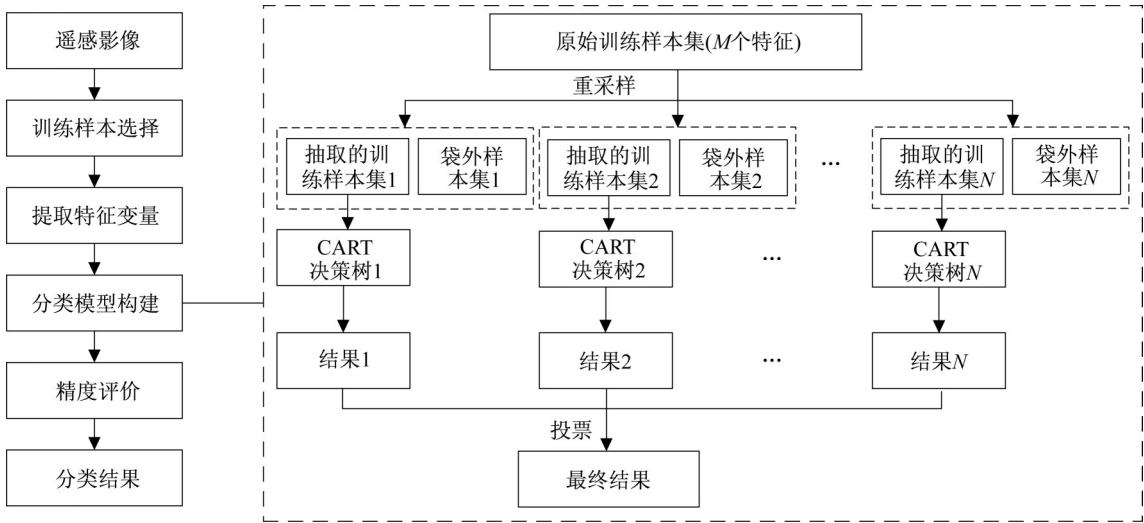 遥感影像
训练样本选择
提取特征变量
分类模型构建
精度评价
分类结果
原始训练样本集(M个特征)
重采样
抽取的训
练样本集1
袋外样
本集1
抽取的训
练样本集2
袋外样
本集2
...
抽取的训
练样本集N
袋外样
本集N
CART
决策树1
CART
决策树2
...
CART
决策树N
结果1
结果2
...
结果N
投票
最终结果